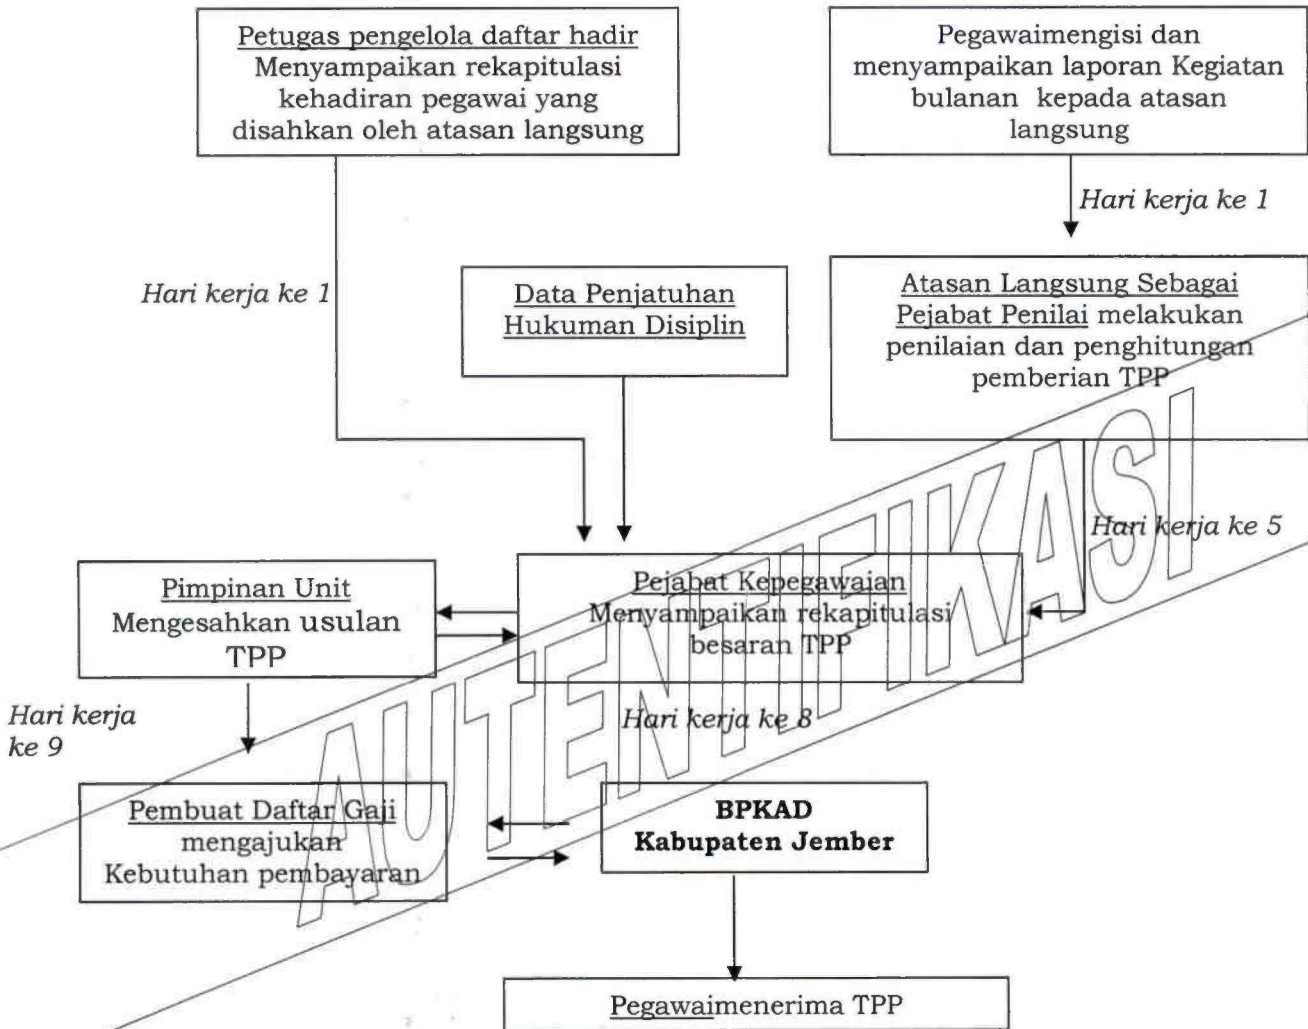 Petugas pengelola daftar hadir
Menyampaikan rekapitulasi
kehadiran pegawai yang
disahkan oleh atasan langsung
Pegawaimengisi dan
menyampaikan laporan Kegiatan
bulanan kepada atasan
langsung
Hari kerja ke 1
Hari kerja ke 1
Data Penjatuhan
Hukuman Disiplin
Atasan Langsung Sebagai
Pejabat Penilai melakukan
penilaian dan penghitungan
pemberian TPP
Hari kerja ke 5
Pimpinan Unit
Mengesahkan usulan
TPP
Pejabat Kepegawaian
Menyampaikan rekapitulasi
besaran TPP
Hari kerja
ke 9
Hari kerja ke 8
Pembuat Daftar Gaji
mengajukan
Kebutuhan pembayaran
BPKAD
Kabupaten Jember
Pegawaimenerima TPP
AUTENTIFIKASI